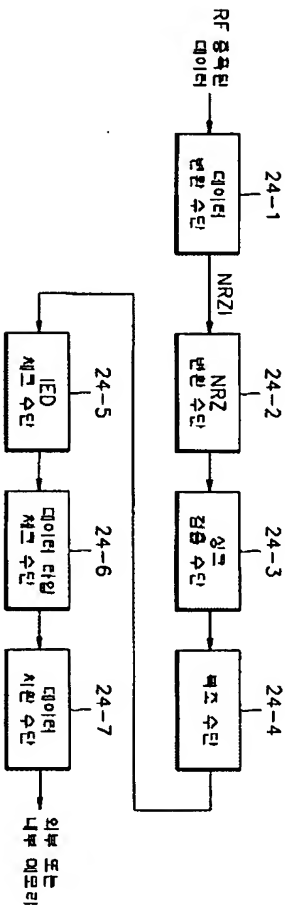 RF 증폭된
데이터
24-1
데이터
변환 수단
NRZI
24-2
NRZ
변환 수단
24-3
싱크
검출 수단
24-4
복조 수단
24-5
IED
체크 수단
24-6
데이터 타입
체크 수단
24-7
데이터
치환 수단
외부 또는
내부 메모리